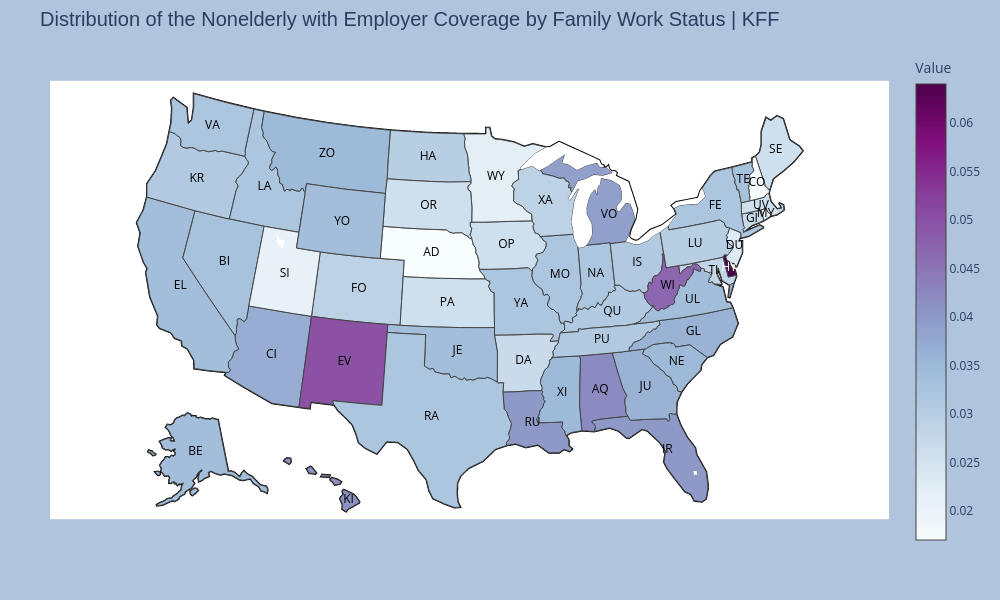 Distribution of the Nonelderly with Employer Coverage by Family Work Status | KFF
Value
VA
ZO
HA
WY
SE
KR
LA
OR
XA
VO
FE
TE
CO
UV
MY
GI
YO
BI
SI
AD
OP
LU
DU
EL
FO
PA
YA
MO
NA
IS
WI
UL
QU
CI
EV
JE
DA
PU
GL
NE
RA
XI
AQ
JU
RU
IR
BE
KI
0.06
0.055
0.05
0.045
0.04
0.035
0.03
0.025
0.02